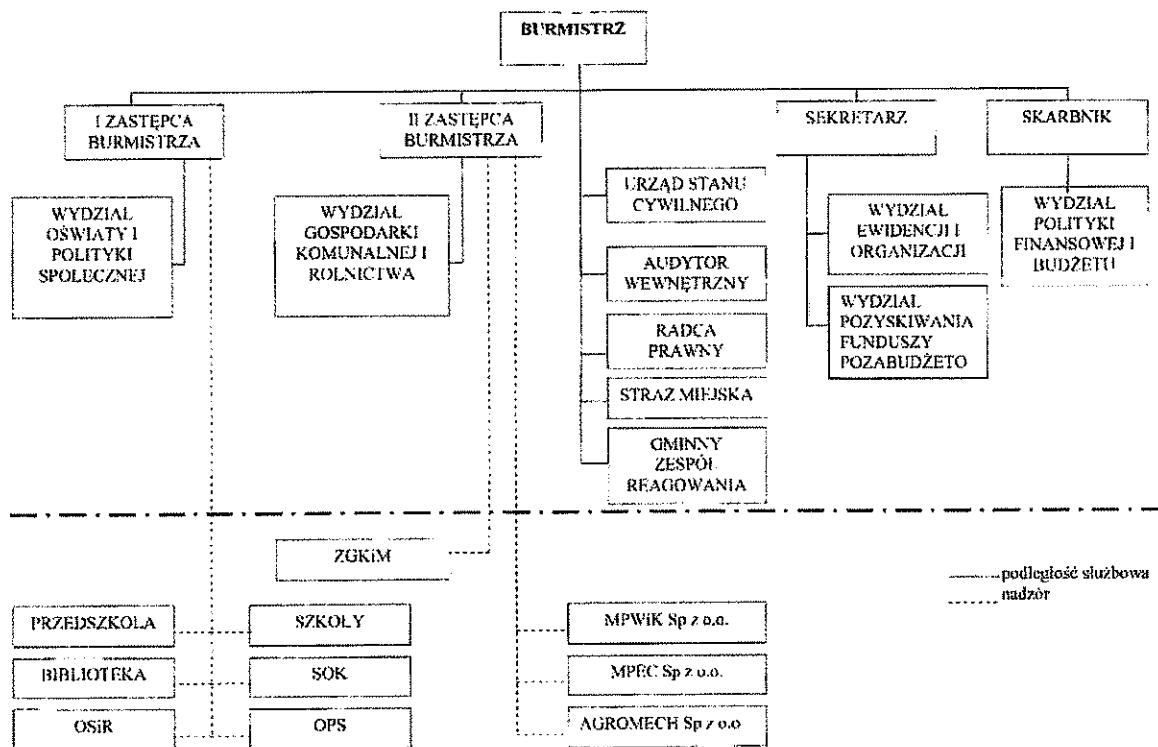 BURMISTRZ
I ZASTĘPCA
BURMISTRZA
II ZASTĘPCA
BURMISTRZA
SEKRETARZ
SKARBNIK
WYDZIAŁ
OŚWIATY I
POLITYKI
SPOŁECZNEJ
WYDZIAŁ
GOSPODARKI
KOMUNALNEJ I
ROLNICTWA
URZĄD STANU
CYWILNEGO
AUDYTOR
WEWNĘTRZNY
RADCA
PRAWNY
STRAŻ MIEJSKA
GMINNY
ZESPÓŁ
REAGOWANIA
WYDZIAŁ
EWIDENCJI I
ORGANIZACJI
WYDZIAŁ
POZYSKIWANIA
FUNDUSZY
POZABUDŻETO
WYDZIAŁ
POLITYKI
FINANSOWEJ I
BUDŻETU
ZGKiM
podległość służbowa
nadzór
PRZEDSZKOLA
SZKOŁY
MPWiK Sp z o.o.
BIBLIOTEKA
SOK
MPEC Sp z o.o.
OSiR
OPS
AGROMECH Sp z o.o